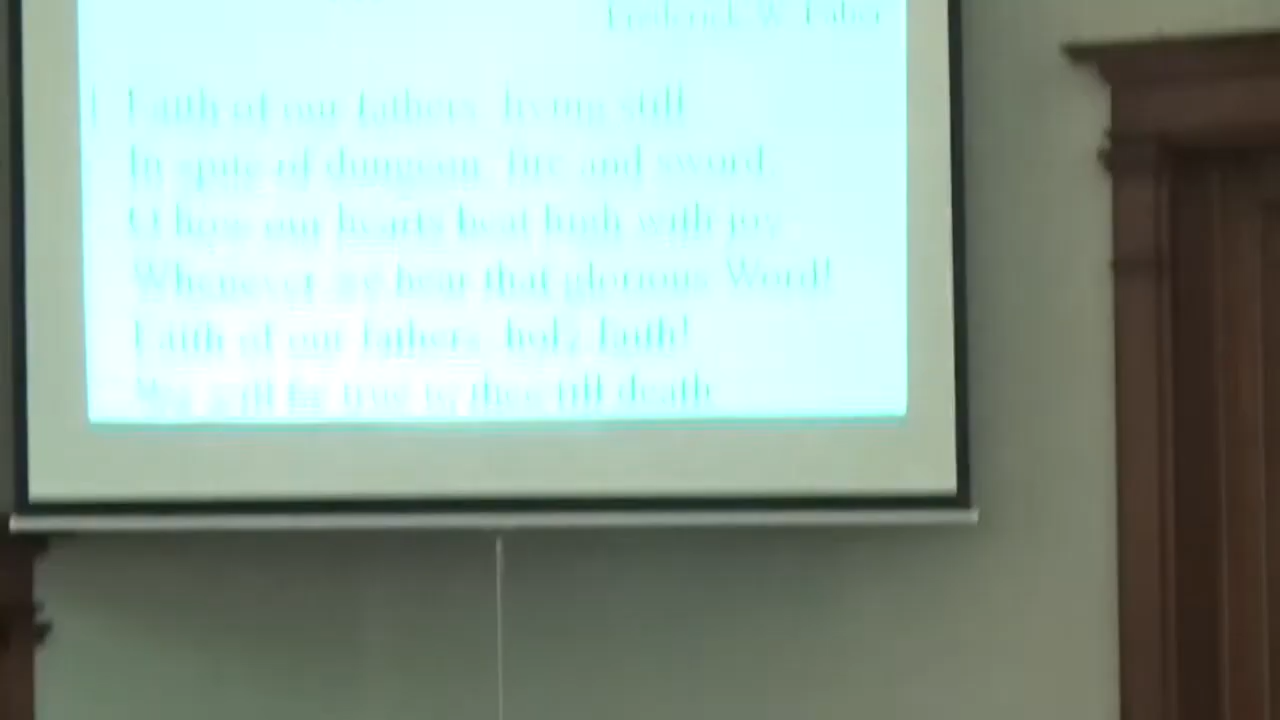 Frederick W. Faber
1 Faith of our fathers, living still
In spite of dungeon, fire and sword,
O how our hearts beat high with joy
Whenever we hear that glorious Word!
Faith of our fathers, holy faith!
We will be true to thee till death